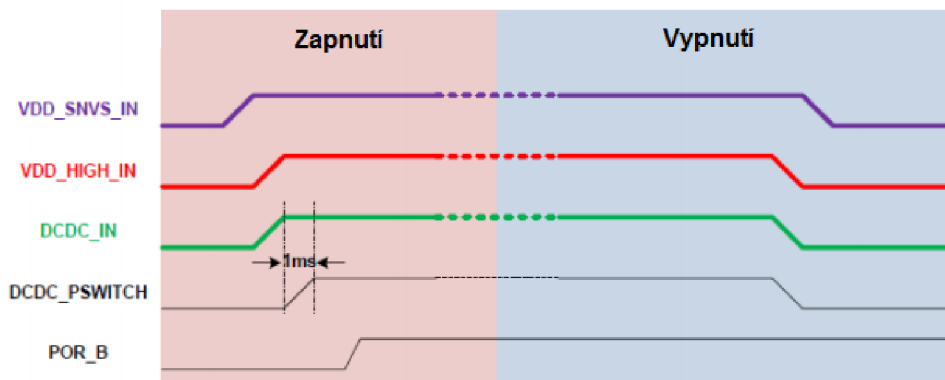 Zapnutí
Vypnutí
VDD_SNVS_IN
VDD_HIGH_IN
DCDC_IN
1ms
DCDC_PSWITCH
POR_B